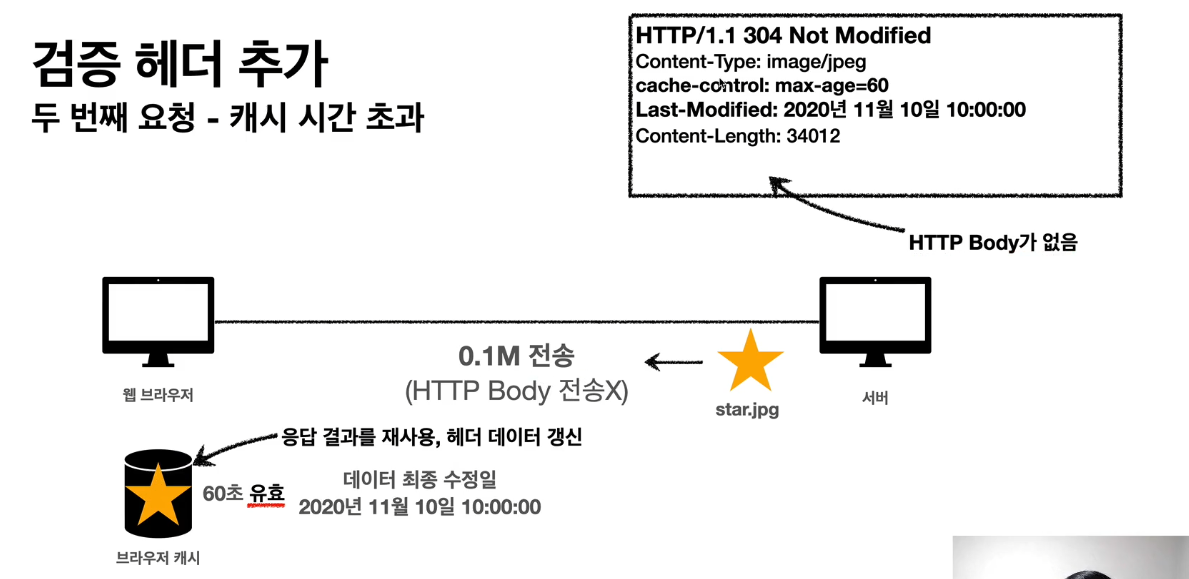 검증 헤더 추가
두 번째 요청 - 캐시 시간 초과
HTTP/1.1 304 Not Modified
Content-Type: image/jpeg
cache-control: max-age=60
Last-Modified: 2020년 11월 10일 10:00:00
Content-Length: 34012
HTTP Body가 없음
0.1M 전송
(HTTP Body 전송X)
star.jpg
웹 브라우저
서버
응답 결과를 재사용, 헤더 데이터 갱신
60초 유효
데이터 최종 수정일
2020년 11월 10일 10:00:00
브라우저 캐시